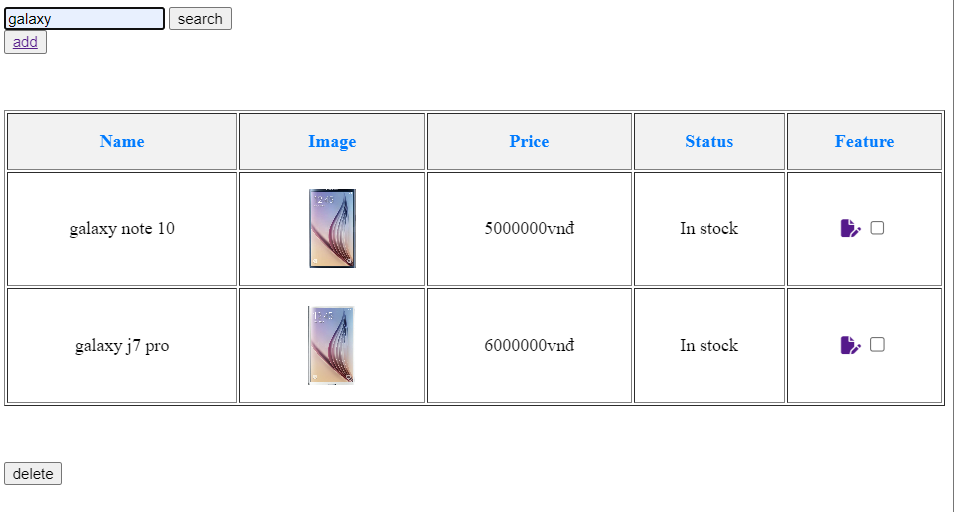 galaxy search
add
Name Image Price Status Feature
galaxy note 10 5000000vnđ In stock
galaxy j7 pro 6000000vnđ In stock
delete